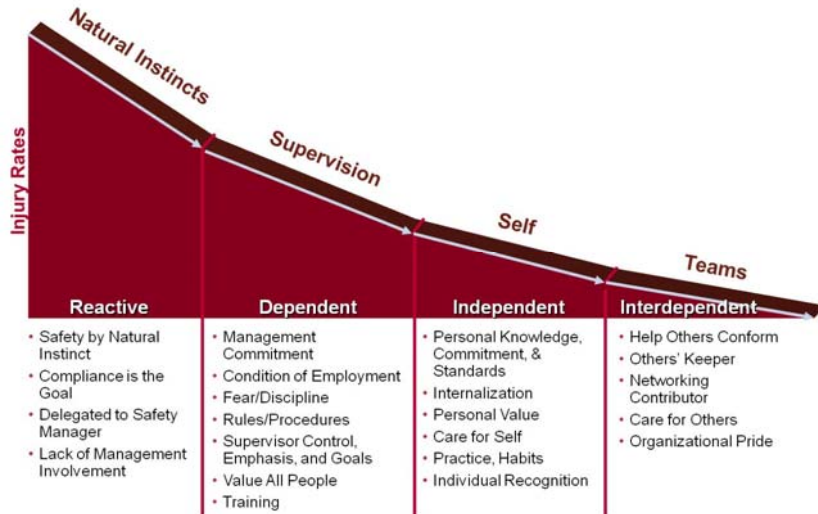 Natural Instincts
Supervision
Self
Teams
Injury Rates
Reactive
Dependent
Independent
Interdependent
• Safety by Natural
Instinct
• Compliance is the
Goal
• Delegated to Safety
Manager
• Lack of Management
Involvement
• Management
Commitment
• Condition of Employment
• Fear/Discipline
• Rules/Procedures
• Supervisor Control,
Emphasis, and Goals
• Value All People
• Training
• Personal Knowledge,
Commitment, &
Standards
• Internalization
• Personal Value
• Care for Self
• Practice, Habits
• Individual Recognition
• Help Others Conform
• Others' Keeper
• Networking
Contributor
• Care for Others
• Organizational Pride